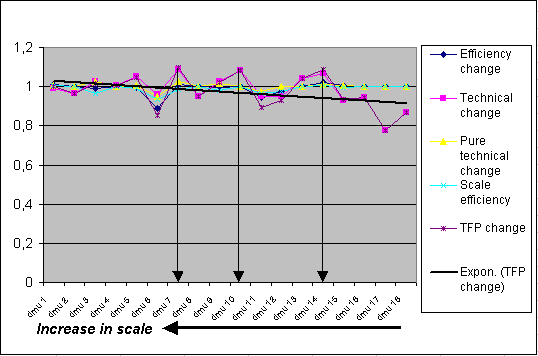 1,2
1
0,8
0,6
0,4
0,2
0
dmu 1
dmu 2
dmu 3
dmu 4
dmu 5
dmu 6
dmu 7
dmu 8
dmu 9
dmu 10
dmu 11
dmu 12
dmu 13
dmu 14
dmu 15
dmu 16
dmu 17
dmu 18
Increase in scale
Efficiency
change
Technical
change
Pure
technical
change
Scale
efficiency
TFP change
Expon. (TFP
change)